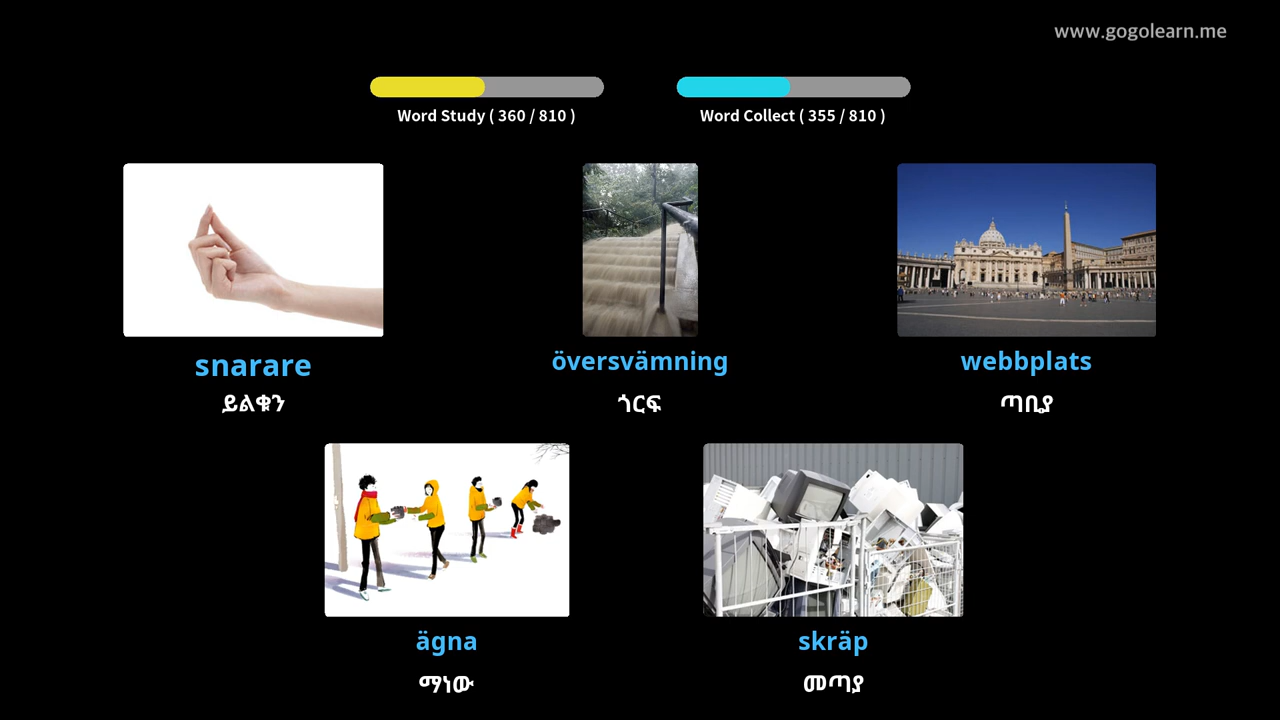 www.gogolearn.me
Word Study ( 360 / 810 )
Word Collect ( 355 / 810 )
snarare
ይልቁን
översvämning
ጎርፍ
webbplats
ጣቢያ
ägna
ማነው
skräp
መጣያ